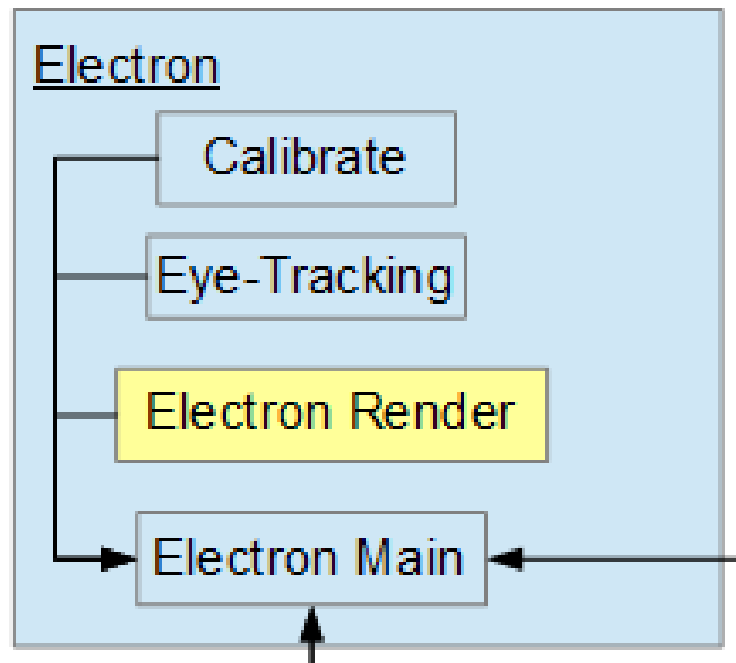 Electron
Calibrate
Eye-Tracking
Electron Render
Electron Main